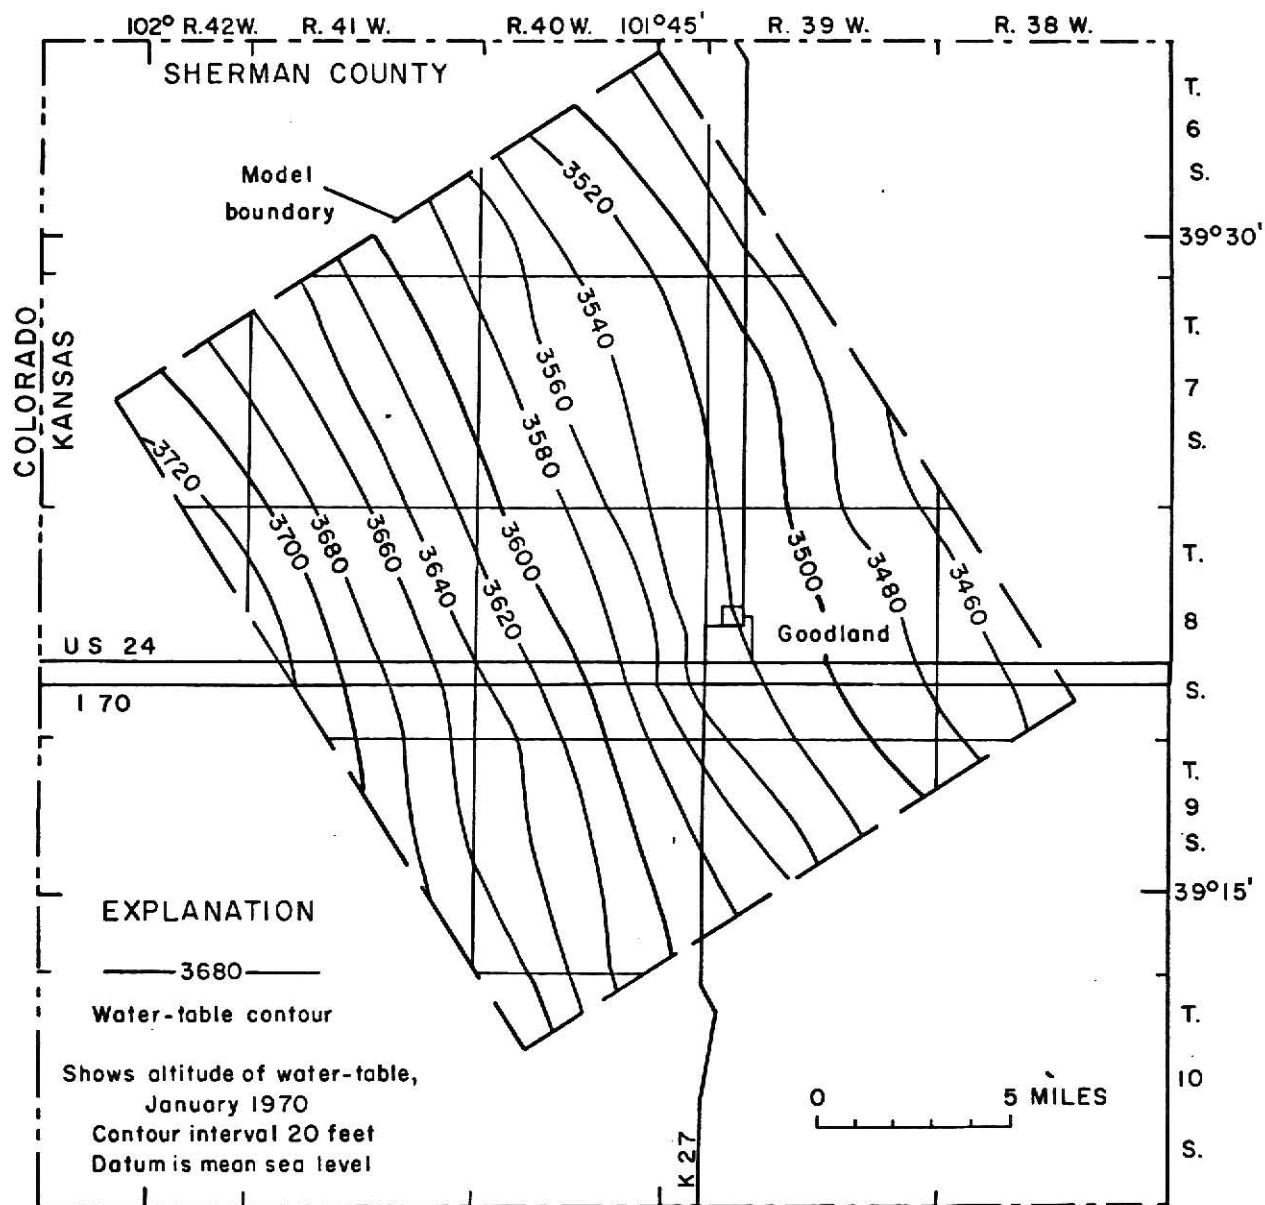 102° R.42W. R. 41 W. R.40 W. 101°45' R. 39 W. R. 38 W.
SHERMAN COUNTY
T.
6
S.
Model
boundary
3520
39°30'
COLORADO
KANSAS
3540
T.
7
S.
3560
3580
3720
3700
3680
3660
3640
3620
3600
3500
3480
3460
T.
8
S.
Goodland
US 24
I 70
T.
9
S.
39°15'
EXPLANATION
3680
Water-table contour
Shows altitude of water-table,
January 1970
Contour interval 20 feet
Datum is mean sea level
T.
10
S.
0 5 MILES
K 27